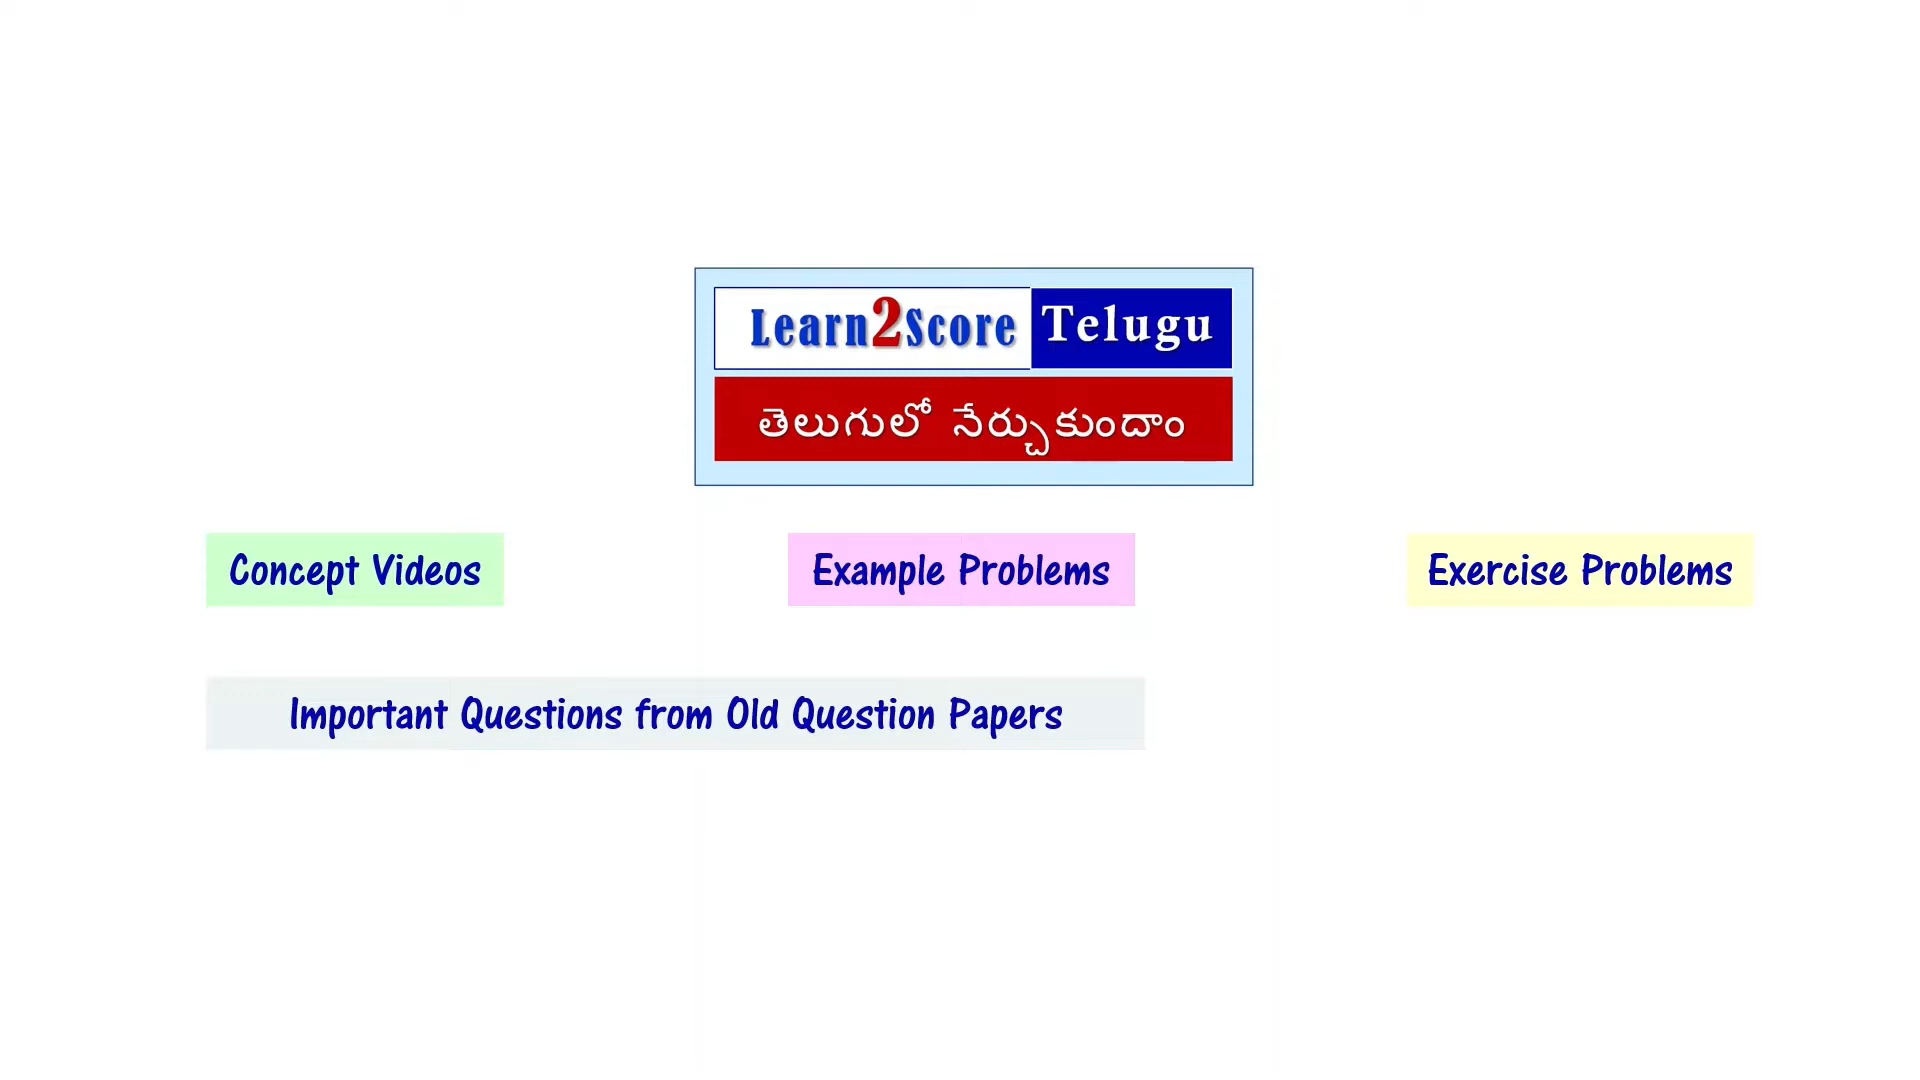 Learn2Score Telugu
తెలుగులో నేర్చుకుందాం
Concept Videos
Example Problems
Exercise Problems
Important Questions from Old Question Papers